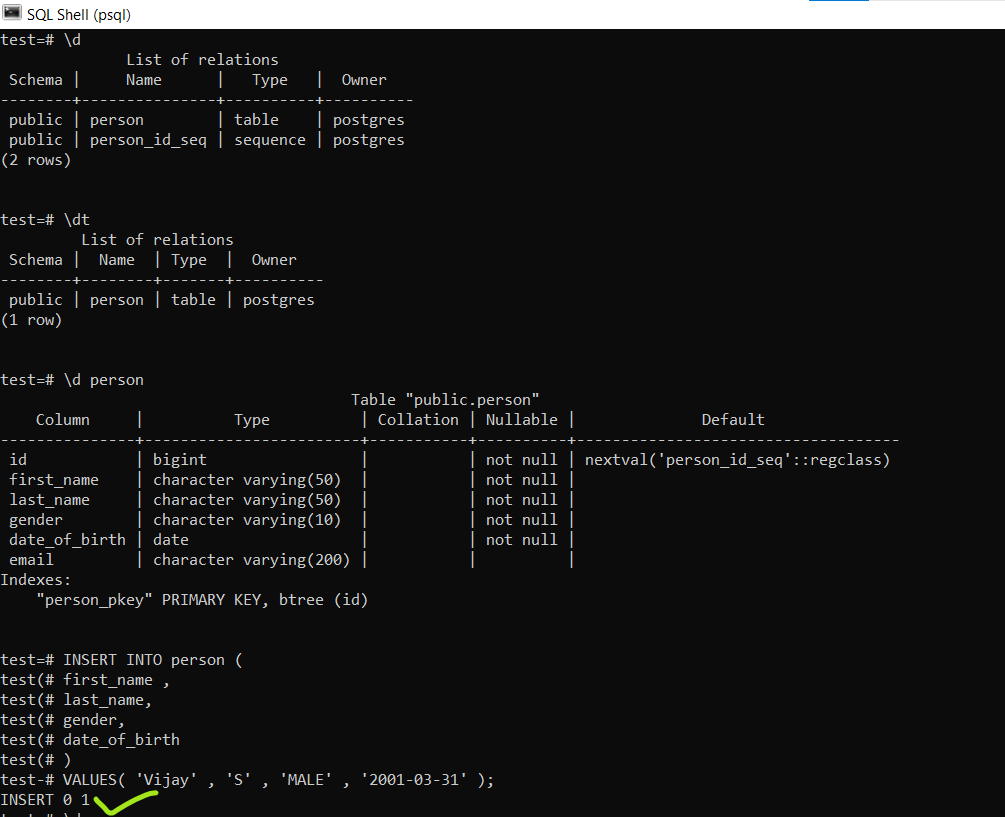 SQL Shell (psql)
test=# \d
List of relations
Schema | Name | Type | Owner
--------+---------------+----------+----------
public | person | table | postgres
public | person_id_seq | sequence | postgres
(2 rows)
test=# \dt
List of relations
Schema | Name | Type | Owner
--------+--------+-------+----------
public | person | table | postgres
(1 row)
test=# \d person
Table "public.person"
Column | Type | Collation | Nullable | Default
---------------+------------------------+-----------+----------+------------------------------------
id | bigint | | not null | nextval('person_id_seq'::regclass)
first_name | character varying(50) | | not null |
last_name | character varying(50) | | not null |
gender | character varying(10) | | not null |
date_of_birth | date | | not null |
email | character varying(200) | | |
Indexes:
"person_pkey" PRIMARY KEY, btree (id)
test=# INSERT INTO person (
test(# first_name ,
test(# last_name,
test(# gender,
test(# date_of_birth
test(# )
test-# VALUES( 'Vijay' , 'S' , 'MALE' , '2001-03-31' );
INSERT 0 1